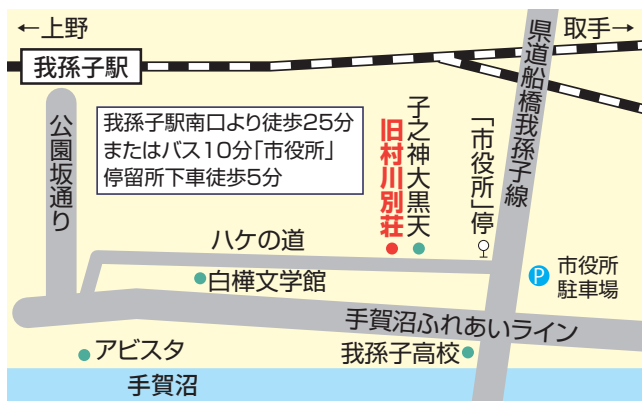 ←上野
取手→
我孫子駅
県道船橋我孫子線
公園坂通り
我孫子駅南口より徒歩25分
またはバス10分「市役所」
停留所下車徒歩5分
旧村川別荘
子之神大黒天
「市役所」停
ハケの道
白樺文学館
P
市役所
駐車場
手賀沼ふれあいライン
アビスタ
我孫子高校
手賀沼